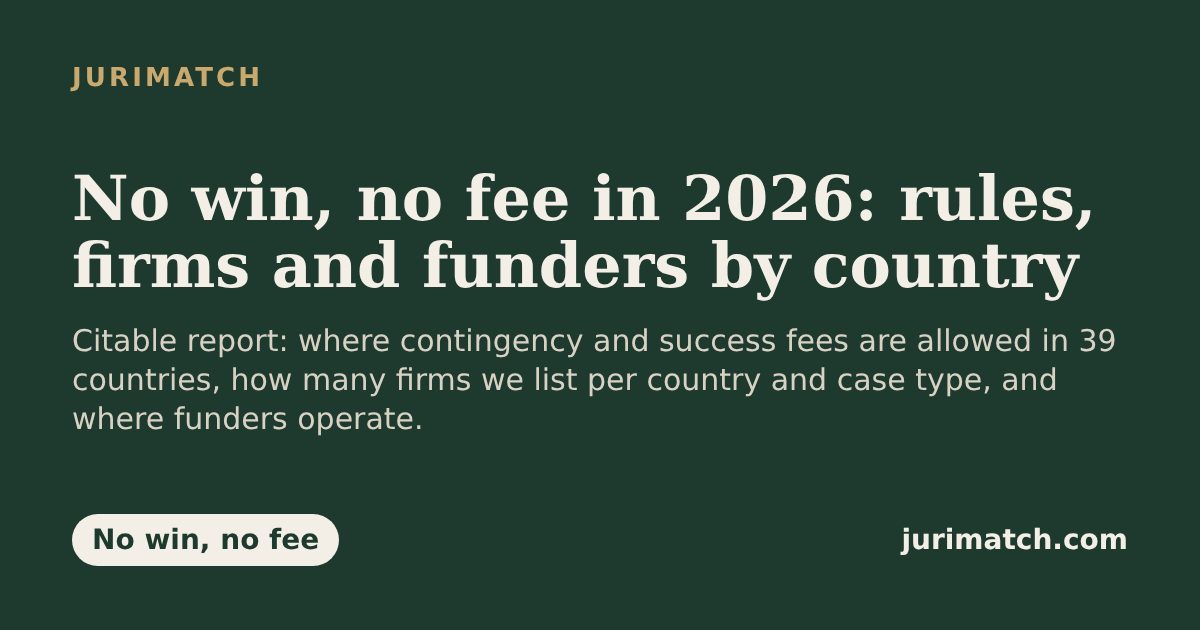 JURIMATCH
No win, no fee in 2026: rules,
firms and funders by country
Citable report: where contingency and success fees are allowed in 39
countries, how many firms we list per country and case type, and
where funders operate.
No win, no fee
jurimatch.com